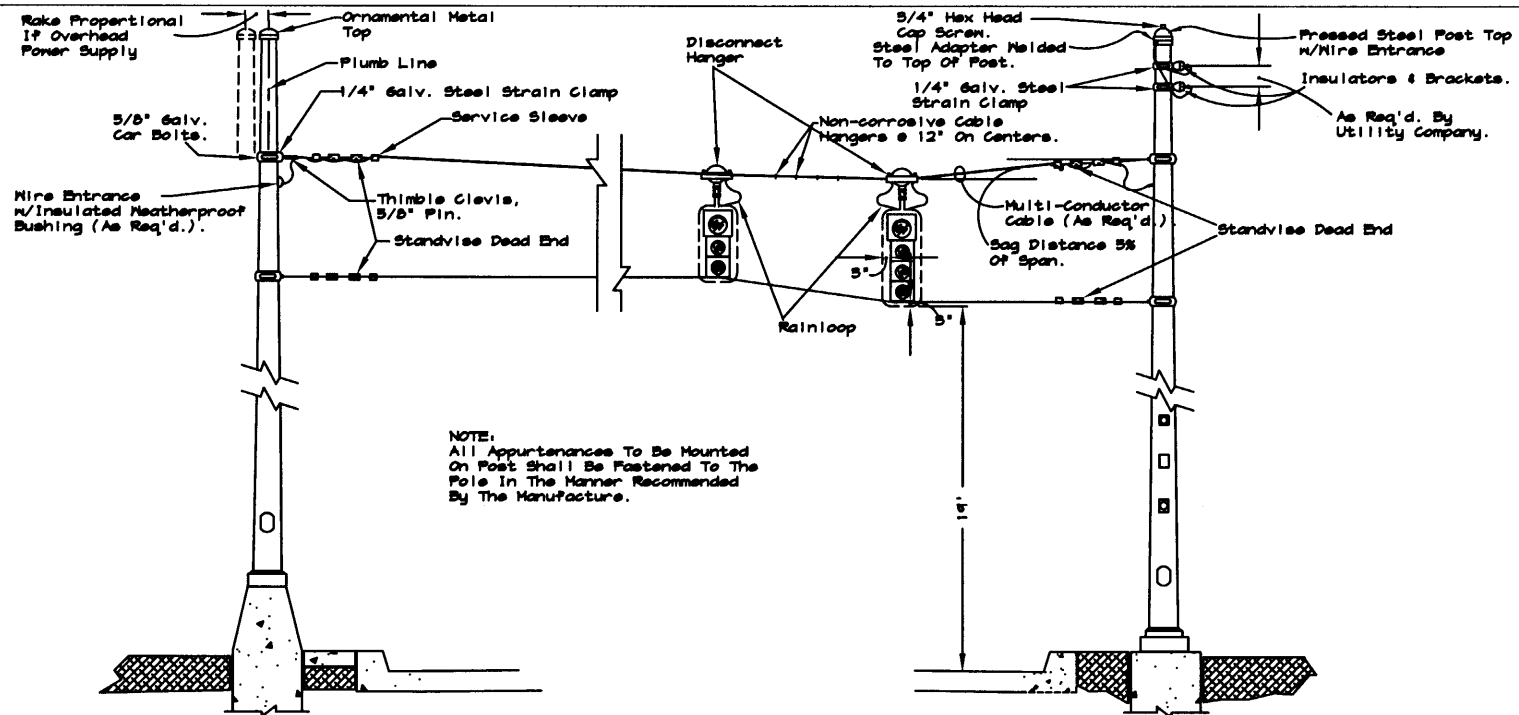 Rake Proportional
If Overhead
Power Supply
Ornamental Metal
Top
Plumb Line
1/4" Galv. Steel Strain Clamp
5/8" Galv.
Car Bolts.
Service Sleeve
Wire Entrance
w/Insulated Weatherproof
Bushing (As Req'd.).
Thimble Clevis,
5/8" Pin.
Standvise Dead End
Disconnect
Hanger
Non-corrosive Cable
Hangers @ 12" On Centers.
3/4" Hex Head
Cap Screw.
Steel Adapter Welded
To Top Of Post.
1/4" Galv. Steel
Strain Clamp
Pressed Steel Post Top
w/Wire Entrance
Insulators & Brackets.
As Req'd. By
Utility Company.
Multi-Conductor
Cable (As Req'd.)
Sag Distance 5%
Of Span.
Standvise Dead End
5"
5"
Rainloop
19'
NOTE:
All Appurtenances To Be Mounted
On Post Shall Be Fastened To The
Pole In The Manner Recommended
By The Manufacture.